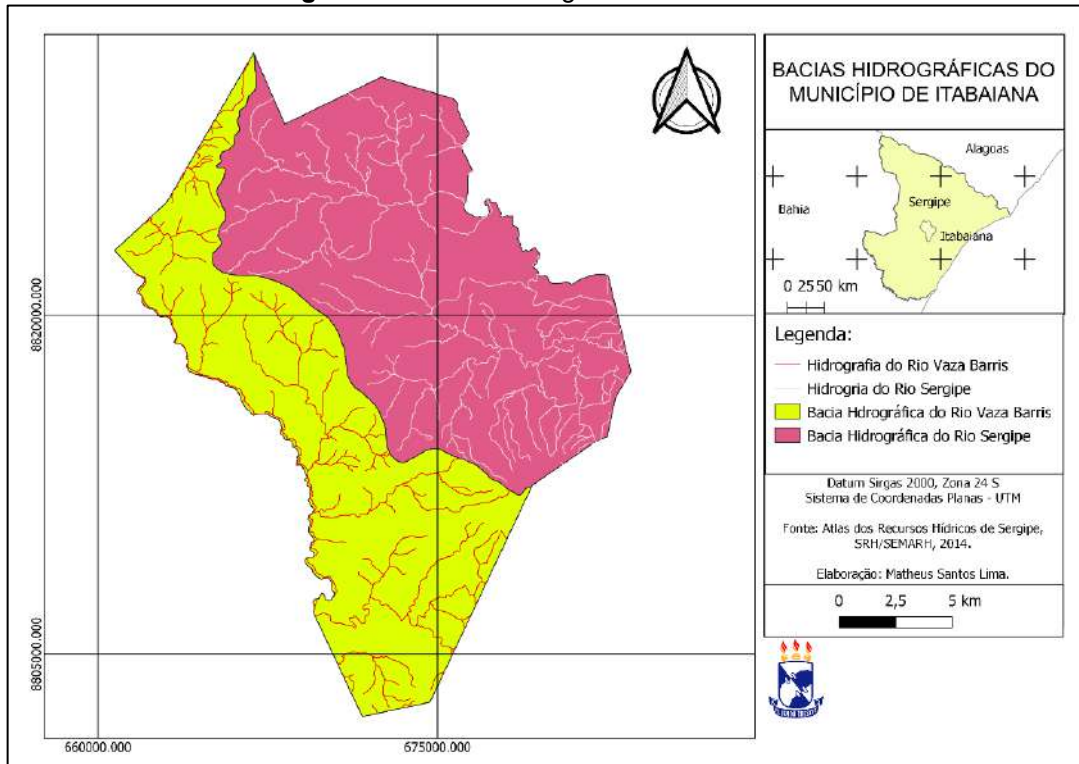 BACIAS HIDROGRÁFICAS DO
MUNICÍPIO DE ITABAIANA
Alagoas
Bahia
Sergipe
Itabaiana
0 2550 km
Legenda:
Hidrografia do Rio Vaza Barris
Hidrogria do Rio Sergipe
Bacia Hdrográfica do Rio Vaza Barris
Bacia Hidrográfica do Rio Sergipe
Datum Sirgas 2000, Zona 24 S
Sistema de Coordenadas Planas - UTM
Fonte: Atlas dos Recursos Hídricos de Sergipe,
SRH/SEMARH, 2014.
Elaboração: Matheus Santos Lima.
0 2,5 5 km
8820000.000
8805000.000
660000.000
675000.000